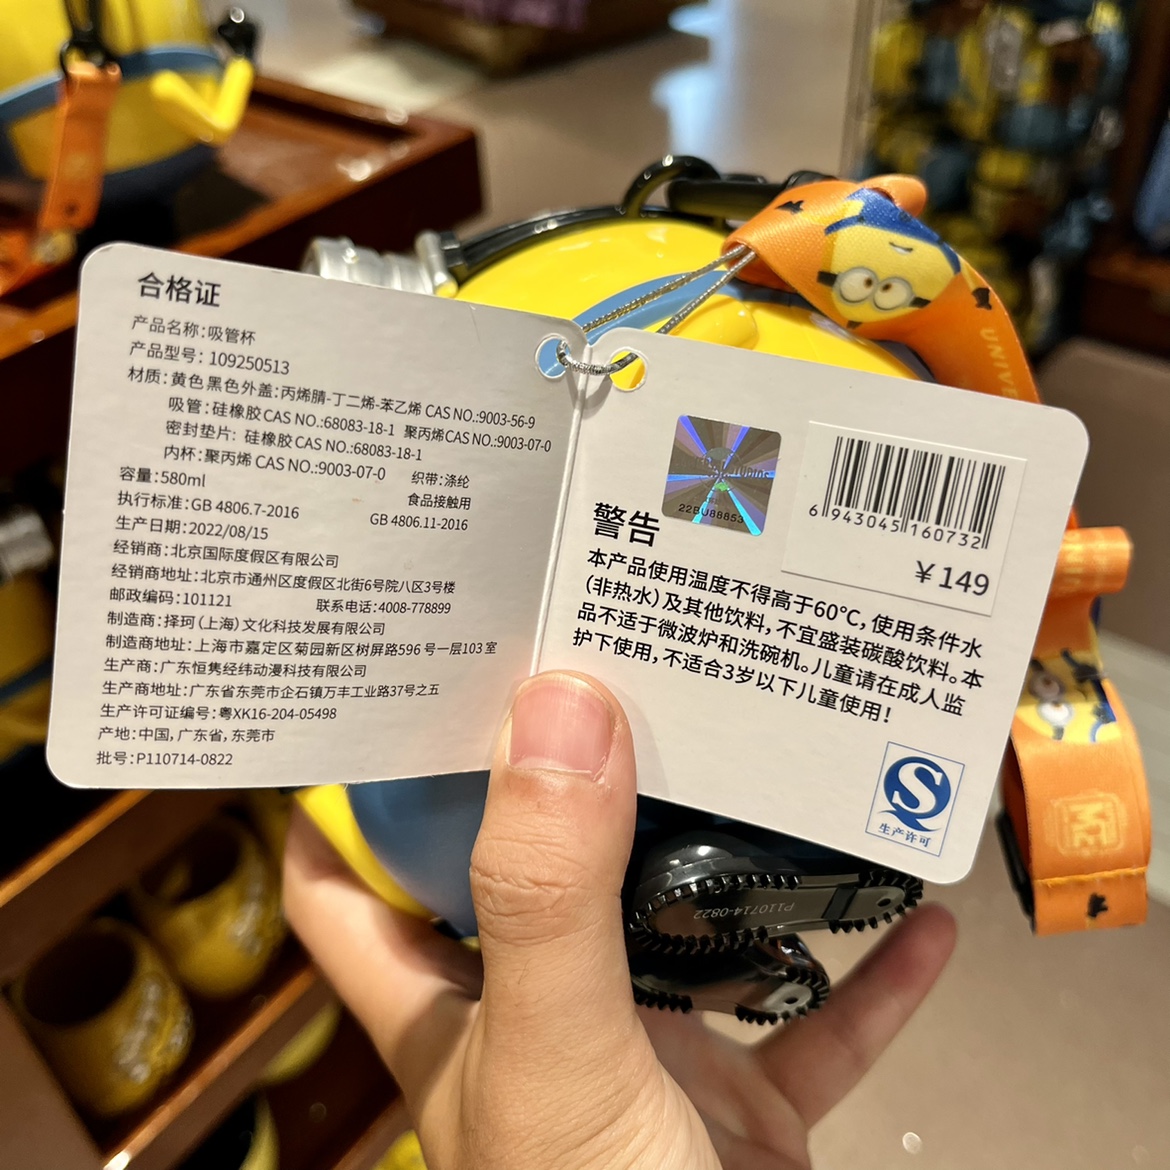 合格证
产品名称:吸管杯
产品型号: 109250513
材质:黄色黑色外盖:丙烯腈-丁二烯-苯乙烯 CAS NO.:9003-56-9
吸管:硅橡胶CAS NO.:68083-18-1 聚丙烯CAS NO.:9003-07-0
密封垫片: 硅橡胶CAS NO.:68083-18-1
内杯:聚丙烯 CAS NO.:9003-07-0 织带:涤纶
容量:580ml 食品接触用
执行标准:GB 4806.7-2016 GB 4806.11-2016
生产日期:2022/08/15
经销商:北京国际度假区有限公司
经销商地址:北京市通州区度假区北街6号院八区3号楼
邮政编码:101121 联系电话:4008-778899
制造商:择珂(上海)文化科技发展有限公司
制造商地址:上海市嘉定区菊园新区树屏路596号一层103室
生产商:广东恒隽经纬动漫科技有限公司
生产商地址:广东省东莞市企石镇万丰工业路37号之五
生产许可证编号:粤XK16-204-05498
产地:中国,广东省,东莞市
批号:P110714-0822
22BU88853
6 943045 160732
¥149
警告
本产品使用温度不得高于60℃,使用条件水
(非热水)及其他饮料,不宜盛装碳酸饮料。本
品不适于微波炉和洗碗机。儿童请在成人监
护下使用,不适合3岁以下儿童使用!
生产许可
P110714-0822